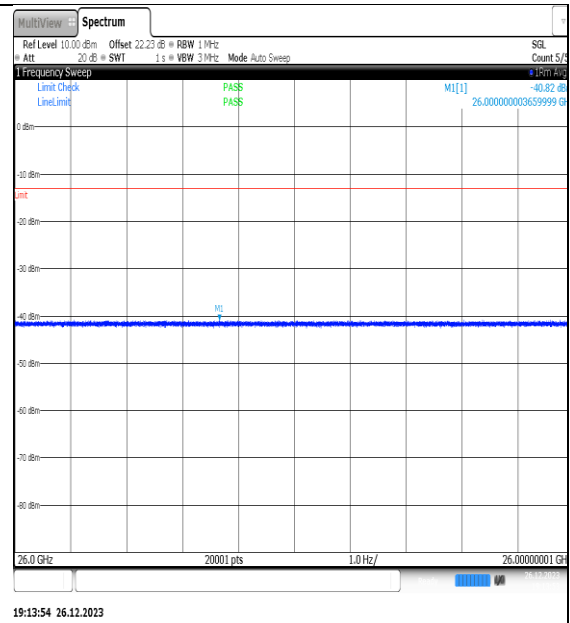 MultiView Spectrum
Ref Level 10.00 dBm Offset 22.23 dB RBW 1 MHz SGL
Att 20 dB SWT 1 s VBW 3 MHz Mode Auto Sweep Count 5/5
1 Frequency Sweep 1Rm Avg
Limit Check PASS M1[1] -40.82 dB
LineLimit PASS 26.000000003659999 GH
0 dBm
-10 dBm
Limit
-20 dBm
-30 dBm
M1
-40 dBm
-50 dBm
-60 dBm
-70 dBm
-80 dBm
26.0 GHz 20001 pts 1.0 Hz/ 26.00000001 GH
19:13:54 26.12.2023